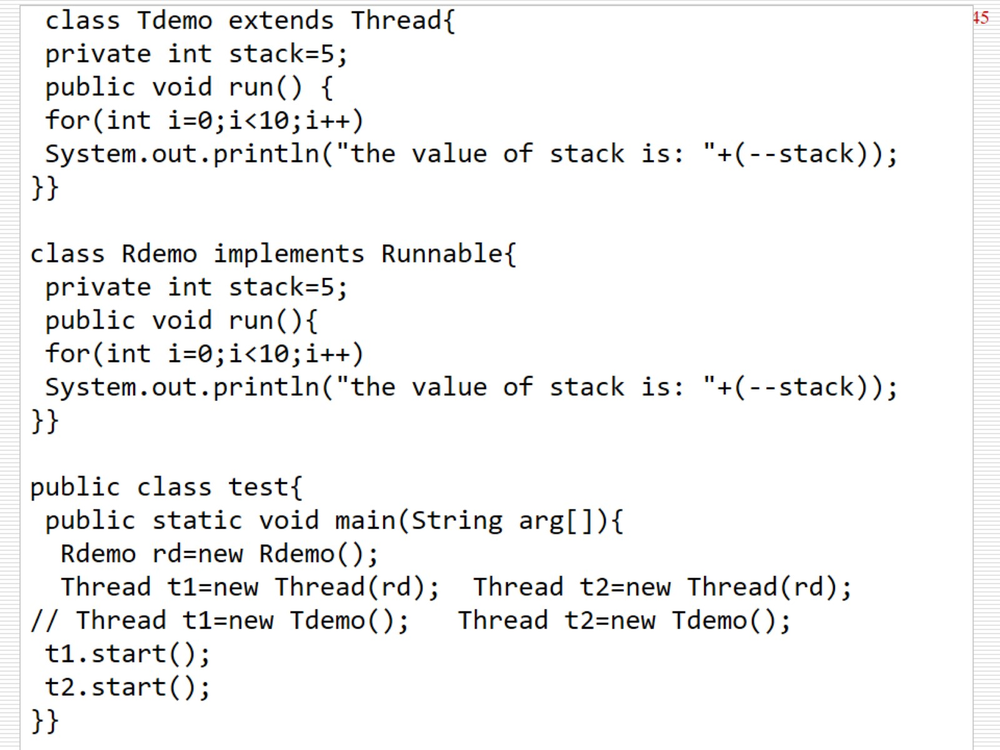 class Tdemo extends Thread{
45
private int stack=5;
public void run() {
for(int i=0;i<10;i++)
System.out.println("the value of stack is: "+(--stack));
}}
class Rdemo implements Runnable{
private int stack=5;
public void run(){
for(int i=0;i<10;i++)
System.out.println("the value of stack is: "+(--stack));
}}
public class test{
public static void main(String arg[]){
Rdemo rd=new Rdemo();
Thread t1=new Thread(rd);  Thread t2=new Thread(rd);
// Thread t1=new Tdemo();   Thread t2=new Tdemo();
t1.start();
t2.start();
}}